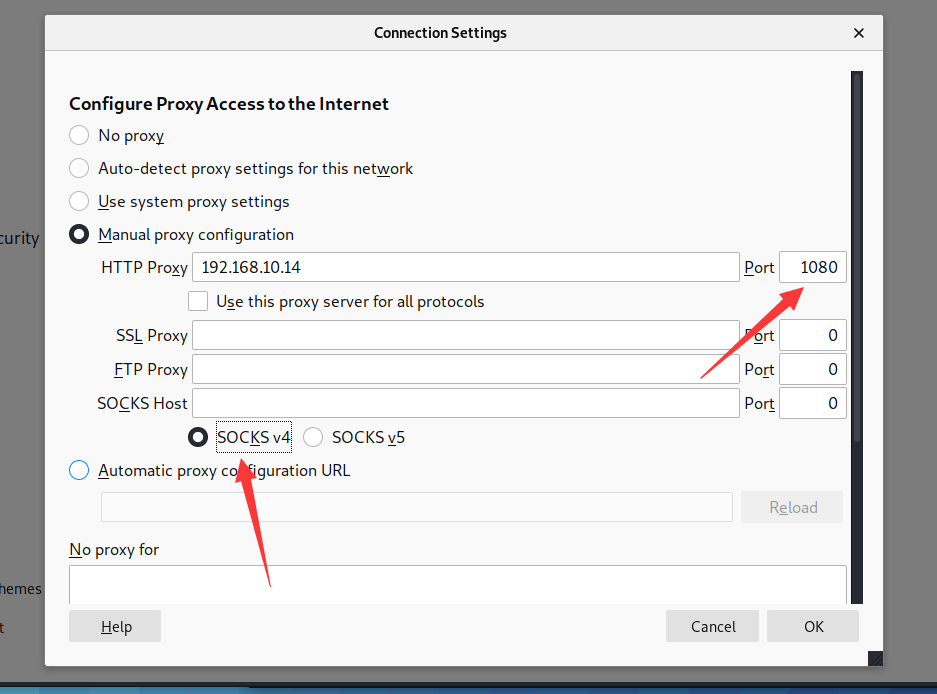 Connection Settings
Configure Proxy Access to the Internet
No proxy
Auto-detect proxy settings for this network
Use system proxy settings
curity
Manual proxy configuration
HTTP Proxy 192.168.10.14 Port 1080
Use this proxy server for all protocols
SSL Proxy Port 0
FTP Proxy Port 0
SOCKS Host Port 0
SOCKS v4 SOCKS v5
Automatic proxy configuration URL
Reload
No proxy for
hemes
t
Help Cancel OK